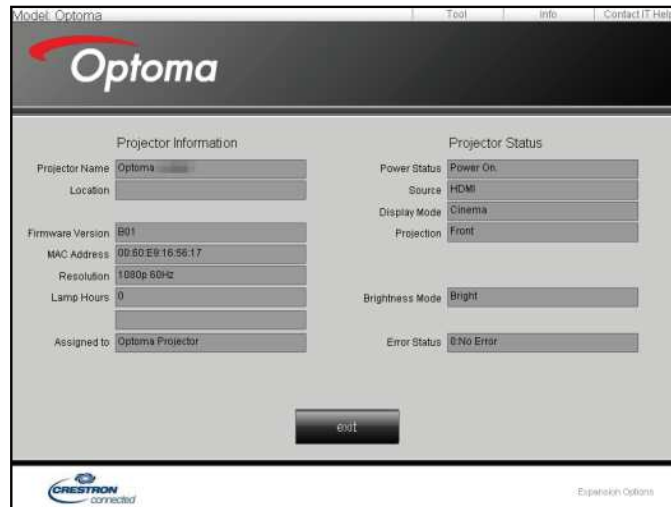 Model: Optoma
Tool Info Contact IT Help
Optoma
Projector Information
Projector Name Optoma
Location
Firmware Version B01
MAC Address 00:60:E9:16:56:17
Resolution 1080p 60Hz
Lamp Hours 0
Assigned to Optoma Projector
Projector Status
Power Status Power On.
Source HDMI
Display Mode Cinema
Projection Front
Brightness Mode Bright
Error Status 0:No Error
exit
CRESTRON
connected
Expansion Options